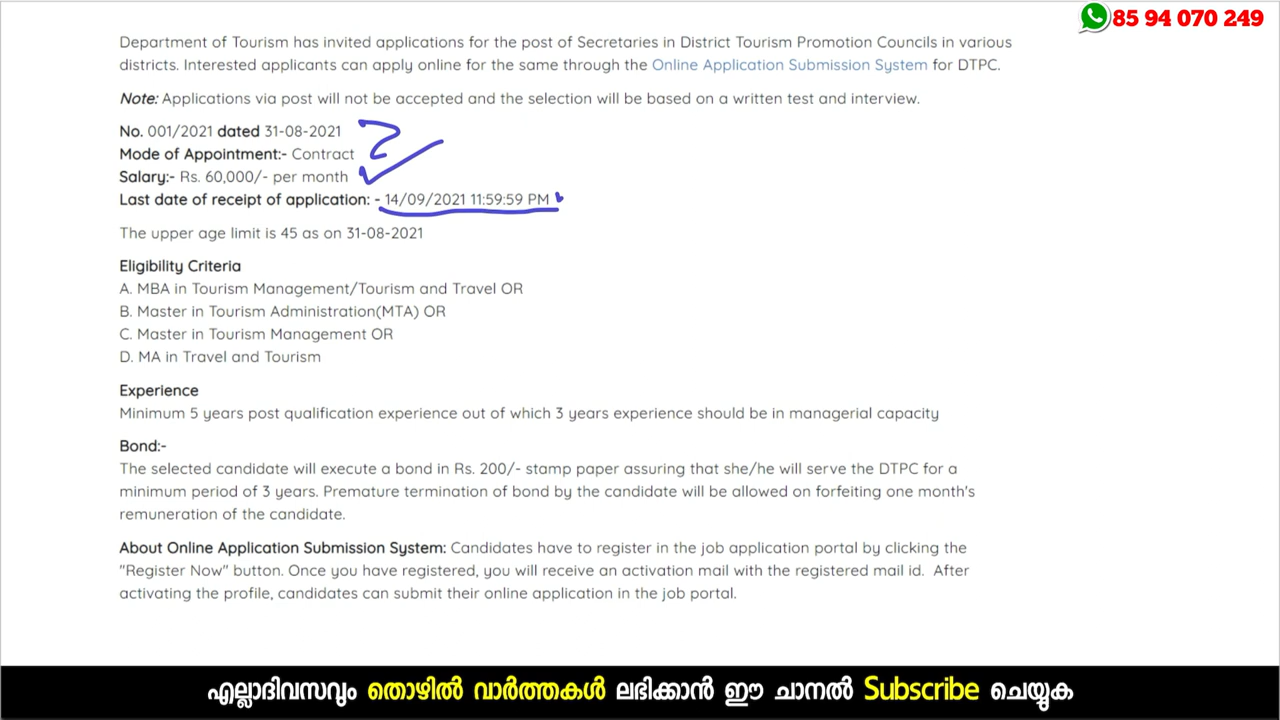 85 94 070 249
Department of Tourism has invited applications for the post of Secretaries in District Tourism Promotion Councils in various
districts. Interested applicants can apply online for the same through the Online Application Submission System for DTPC.
Note: Applications via post will not be accepted and the selection will be based on a written test and interview.
No. 001/2021 dated 31-08-2021
Mode of Appointment:- Contract
Salary:- Rs. 60,000/- per month
Last date of receipt of application: - 14/09/2021 11:59:59 PM
The upper age limit is 45 as on 31-08-2021
Eligibility Criteria
A. MBA in Tourism Management/Tourism and Travel OR
B. Master in Tourism Administration(MTA) OR
C. Master in Tourism Management OR
D. MA in Travel and Tourism
Experience
Minimum 5 years post qualification experience out of which 3 years experience should be in managerial capacity
Bond:-
The selected candidate will execute a bond in Rs. 200/- stamp paper assuring that she/he will serve the DTPC for a
minimum period of 3 years. Premature termination of bond by the candidate will be allowed on forfeiting one month's
remuneration of the candidate.
About Online Application Submission System: Candidates have to register in the job application portal by clicking the
"Register Now" button. Once you have registered, you will receive an activation mail with the registered mail id. After
activating the profile, candidates can submit their online application in the job portal.
എല്ലാദിവസവും തൊഴിൽ വാർത്തകൾ ലഭിക്കാൻ ഈ ചാനൽ Subscribe ചെയ്യുക